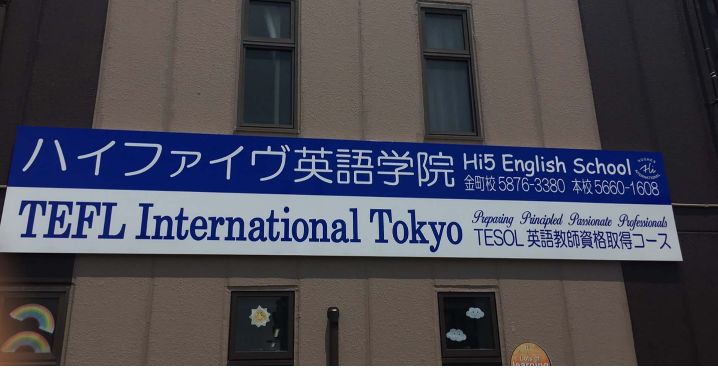 ハイファイヴ英語学院
Hi5 English School
金町校 5876-3380 本校 5660-1608
Hi
TEFL International Tokyo
Preparing Principled Passionate Professionals
TESOL 英語教師資格取得コース
learning